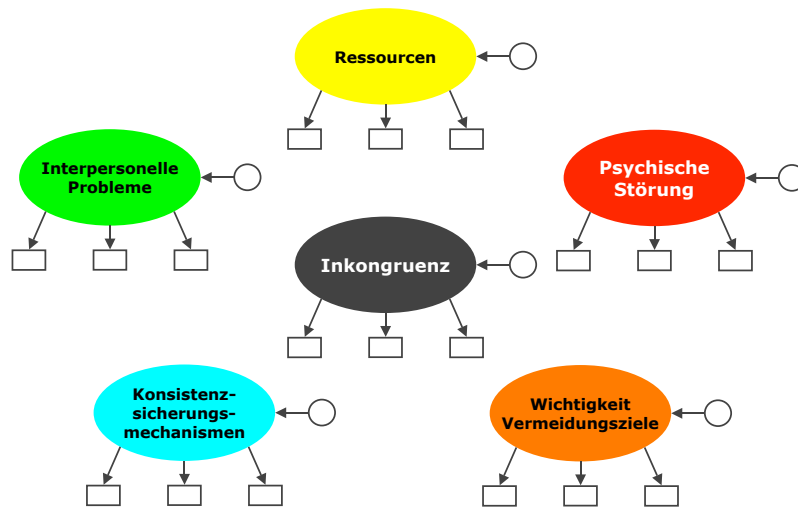 Ressourcen
Interpersonelle
Probleme
Psychische
Störung
Inkongruenz
Konsistenz-
sicherungs-
mechanismen
Wichtigkeit
Vermeidungsziele